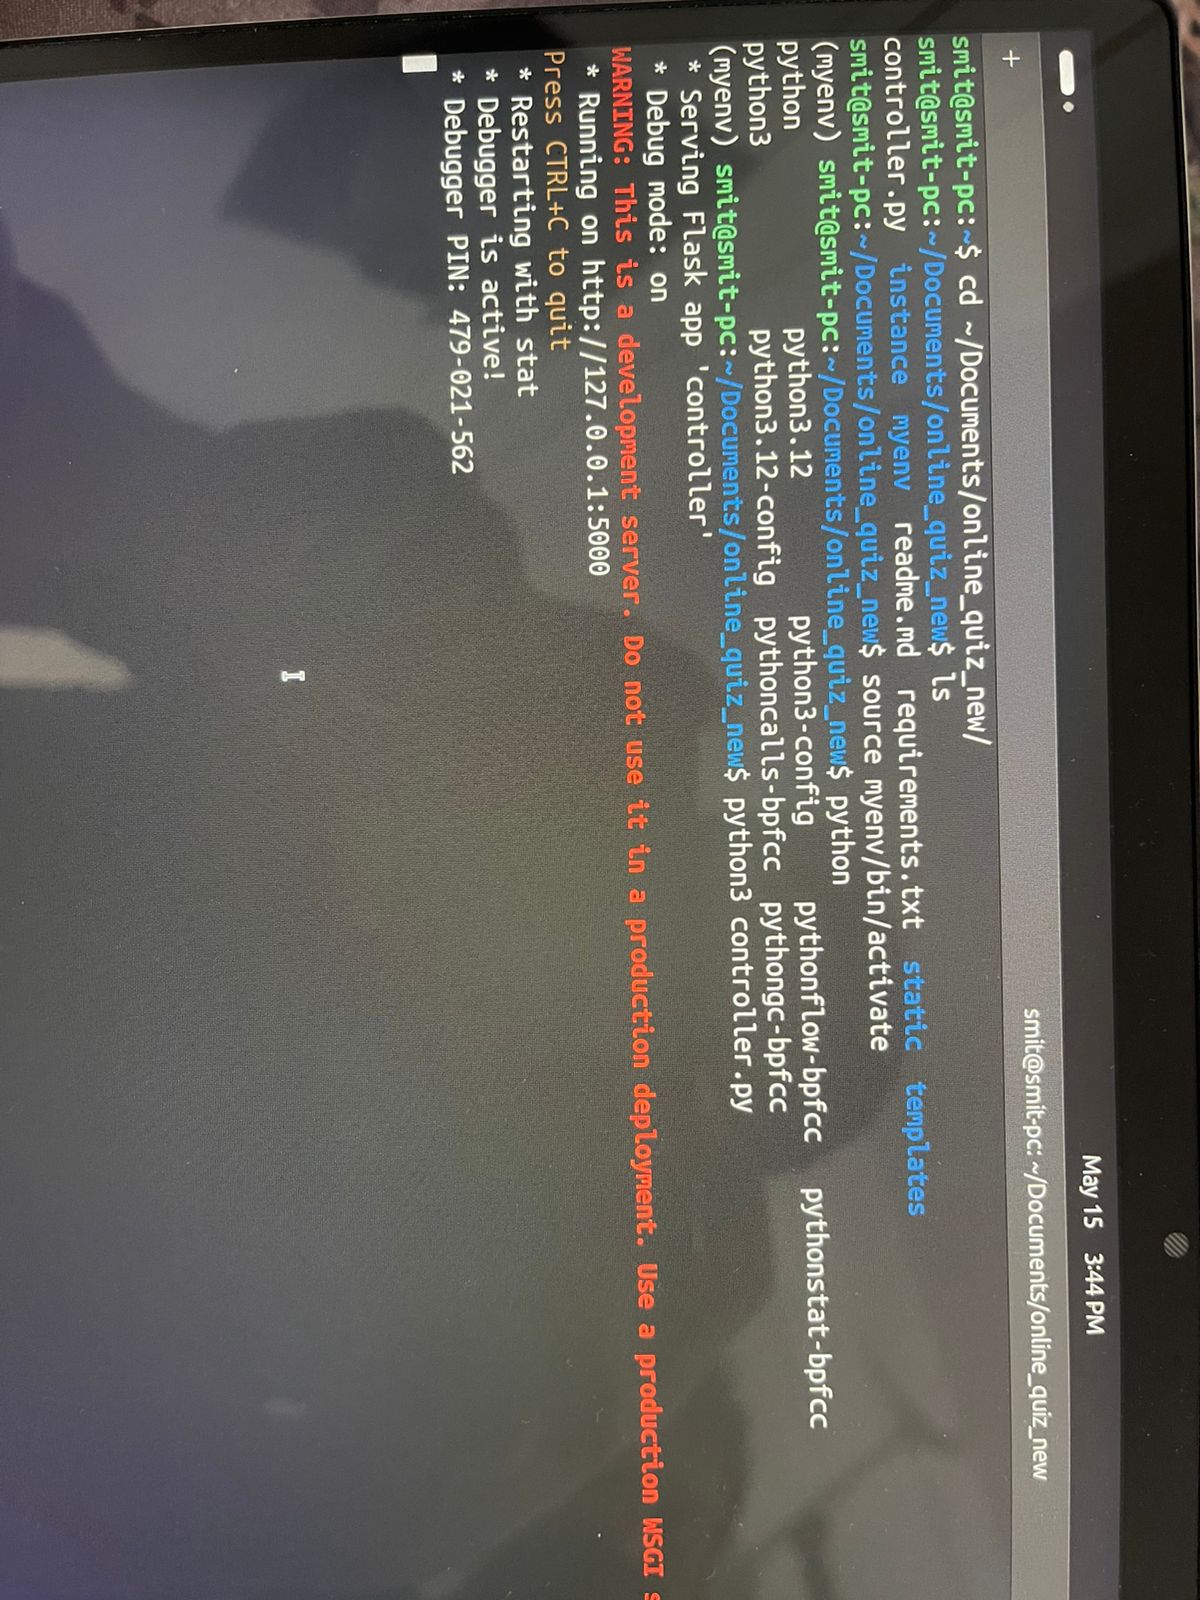 May 15 3:44 PM
+ smit@smit-pc: ~/Documents/online_quiz_new
smit@smit-pc:~$ cd ~/Documents/online_quiz_new/
smit@smit-pc:~/Documents/online_quiz_new$ ls
controller.py instance myenv readme.md requirements.txt static templates
smit@smit-pc:~/Documents/online_quiz_new$ source myenv/bin/activate
(myenv) smit@smit-pc:~/Documents/online_quiz_new$ python
python python3.12 python3-config pythonflow-bpfcc pythonstat-bpfcc
python3 python3.12-config pythoncalls-bpfcc pythongc-bpfcc
(myenv) smit@smit-pc:~/Documents/online_quiz_new$ python3 controller.py
* Serving Flask app 'controller'
* Debug mode: on
WARNING: This is a development server. Do not use it in a production deployment. Use a production WSGI s
* Running on http://127.0.0.1:5000
Press CTRL+C to quit
* Restarting with stat
* Debugger is active!
* Debugger PIN: 479-021-562